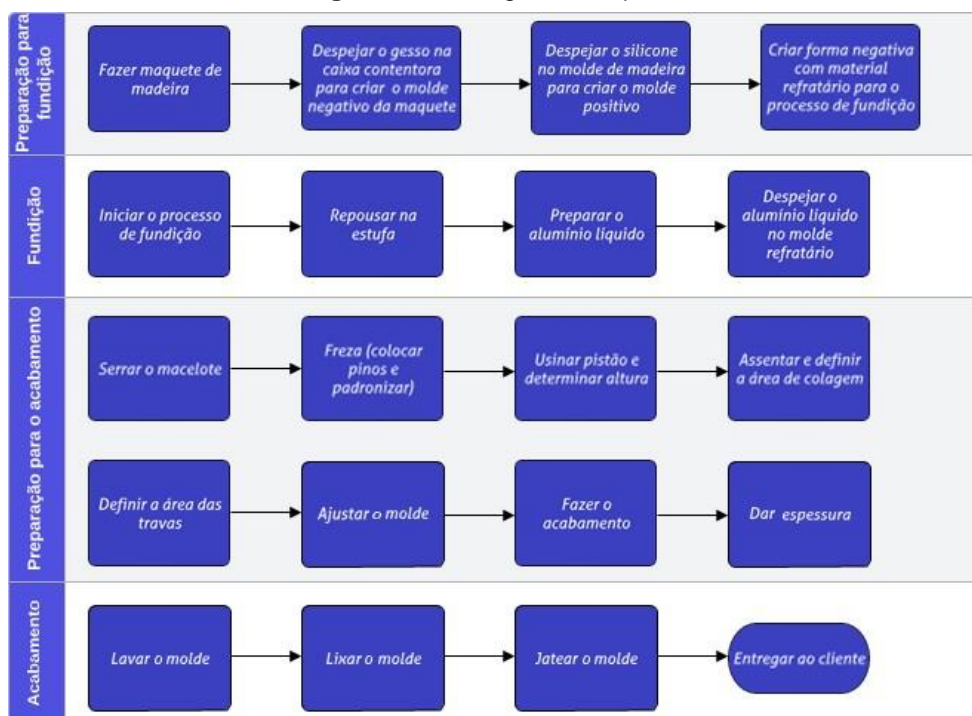 Preparação para
fundição
Fazer maquete de
madeira
Despejar o gesso na
caixa contentora
para criar o molde
negativo da maquete
Despejar o silicone
no molde de madeira
para criar o molde
positivo
Criar forma negativa
com material
refratário para o
processo de fundição
Fundição
Iniciar o processo
de fundição
Repousar na
estufa
Preparar o
alumínio líquido
Despejar o
alumínio líquido
no molde
refratário
Preparação para o acabamento
Serrar o macelote
Freza (colocar
pinos e
padronizar)
Usinar pistão e
determinar altura
Assentar e definir
a área de colagem
Definir a área das
travas
Ajustar o molde
Fazer o
acabamento
Dar espessura
Acabamento
Lavar o molde
Lixar o molde
Jatear o molde
Entregar ao cliente